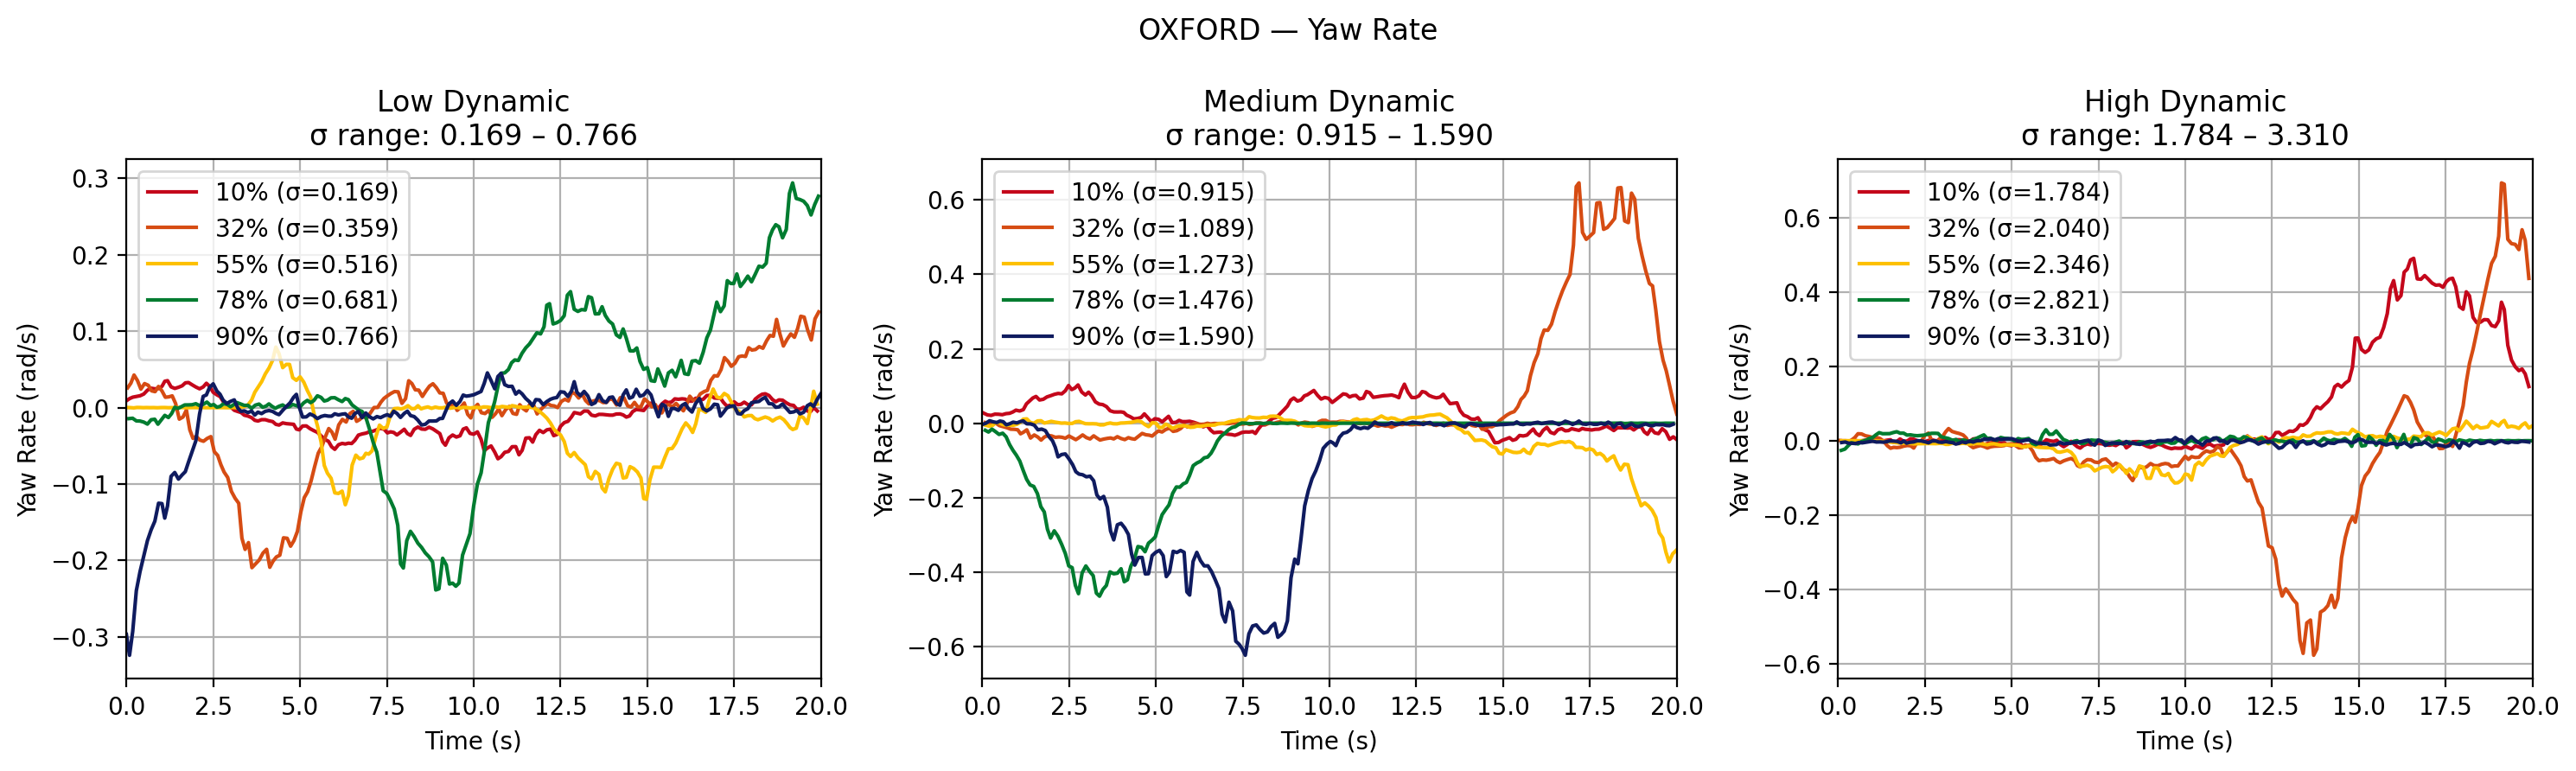 OXFORD — Yaw Rate
Low Dynamic
σ range: 0.169 – 0.766
Yaw Rate (rad/s)
0.3
0.2
0.1
0.0
−0.1
−0.2
−0.3
10% (σ=0.169)
32% (σ=0.359)
55% (σ=0.516)
78% (σ=0.681)
90% (σ=0.766)
0.0 2.5 5.0 7.5 10.0 12.5 15.0 17.5 20.0
Time (s)
Medium Dynamic
σ range: 0.915 – 1.590
Yaw Rate (rad/s)
0.6
0.4
0.2
0.0
−0.2
−0.4
−0.6
10% (σ=0.915)
32% (σ=1.089)
55% (σ=1.273)
78% (σ=1.476)
90% (σ=1.590)
0.0 2.5 5.0 7.5 10.0 12.5 15.0 17.5 20.0
Time (s)
High Dynamic
σ range: 1.784 – 3.310
Yaw Rate (rad/s)
0.6
0.4
0.2
0.0
−0.2
−0.4
−0.6
10% (σ=1.784)
32% (σ=2.040)
55% (σ=2.346)
78% (σ=2.821)
90% (σ=3.310)
0.0 2.5 5.0 7.5 10.0 12.5 15.0 17.5 20.0
Time (s)